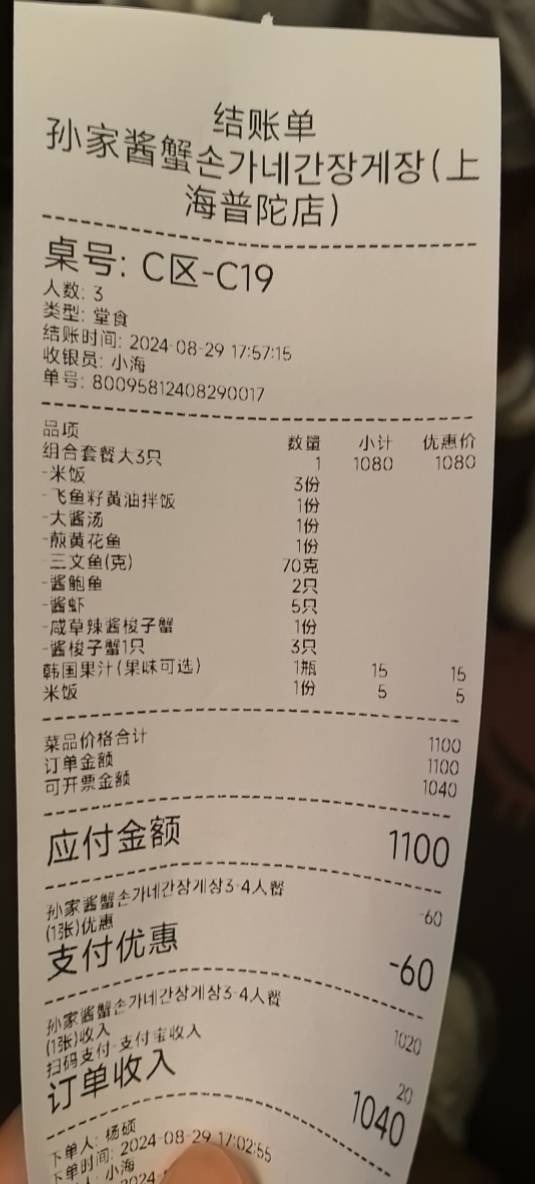 结账单
孙家酱蟹손가네간장게장(上
海普陀店)
桌号: C区-C19
人数: 3
类型: 堂食
结账时间: 2024-08-29 17:57:15
收银员: 小海
单号: 80095812408290017
品项 数量 小计 优惠价
组合套餐大3只 1 1080 1080
-米饭 3份
-飞鱼籽黄油拌饭 1份
-大酱汤 1份
-煎黄花鱼 1份
-三文鱼(克) 70克
-酱鲍鱼 2只
-酱虾 5只
-咸草辣酱梭子蟹 1份
-酱梭子蟹1只 3只
韩国果汁(果味可选) 1瓶 15 15
米饭 1份 5 5
菜品价格合计 1100
订单金额 1100
可开票金额 1040
应付金额 1100
孙家酱蟹손가네간장게장3-4人餐
(1张)优惠 -60
支付优惠 -60
孙家酱蟹손가네간장게장3-4人餐
(1张)收入 1020
扫码支付-支付宝收入 20
订单收入 1040
下单人: 杨硕
下单时间: 2024-08-29 17:02:55
人: 小海
2024-